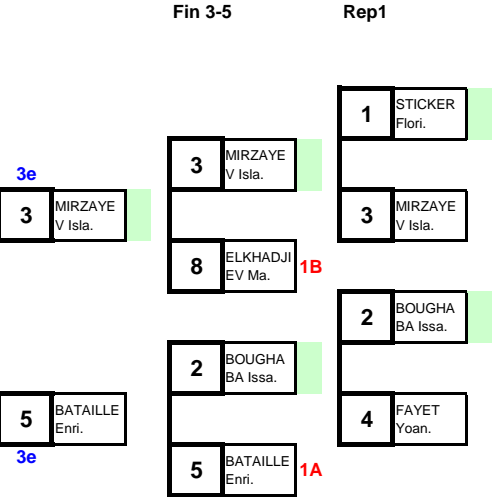 Fin 3-5
Rep1
1
STICKER
Flori.
3
MIRZAYE
V Isla.
3e
3
MIRZAYE
V Isla.
3
MIRZAYE
V Isla.
8
ELKHADJI
EV Ma.
1B
2
BOUGHA
BA Issa.
2
BOUGHA
BA Issa.
5
BATAILLE
Enri.
3e
4
FAYET
Yoan.
5
BATAILLE
Enri.
1A